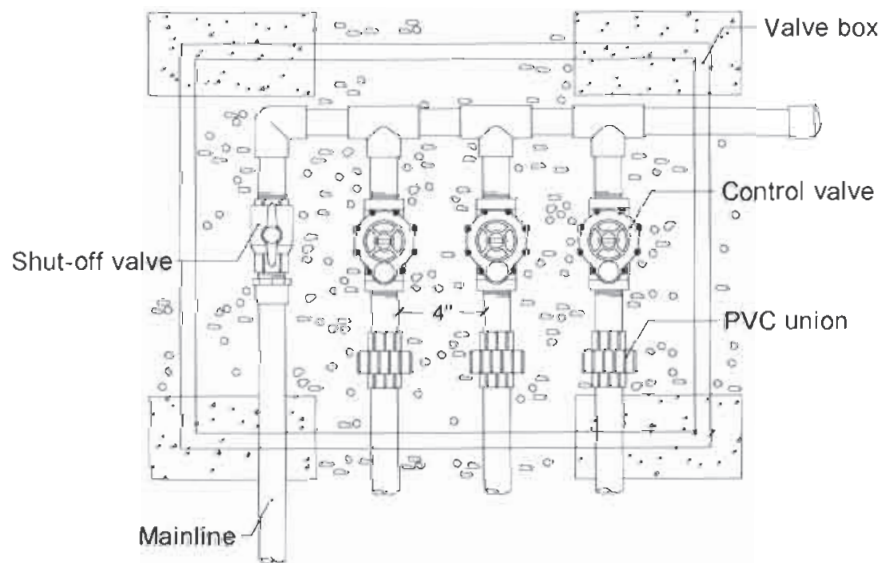 Valve box
Control valve
Shut-off valve
4"
PVC union
Mainline